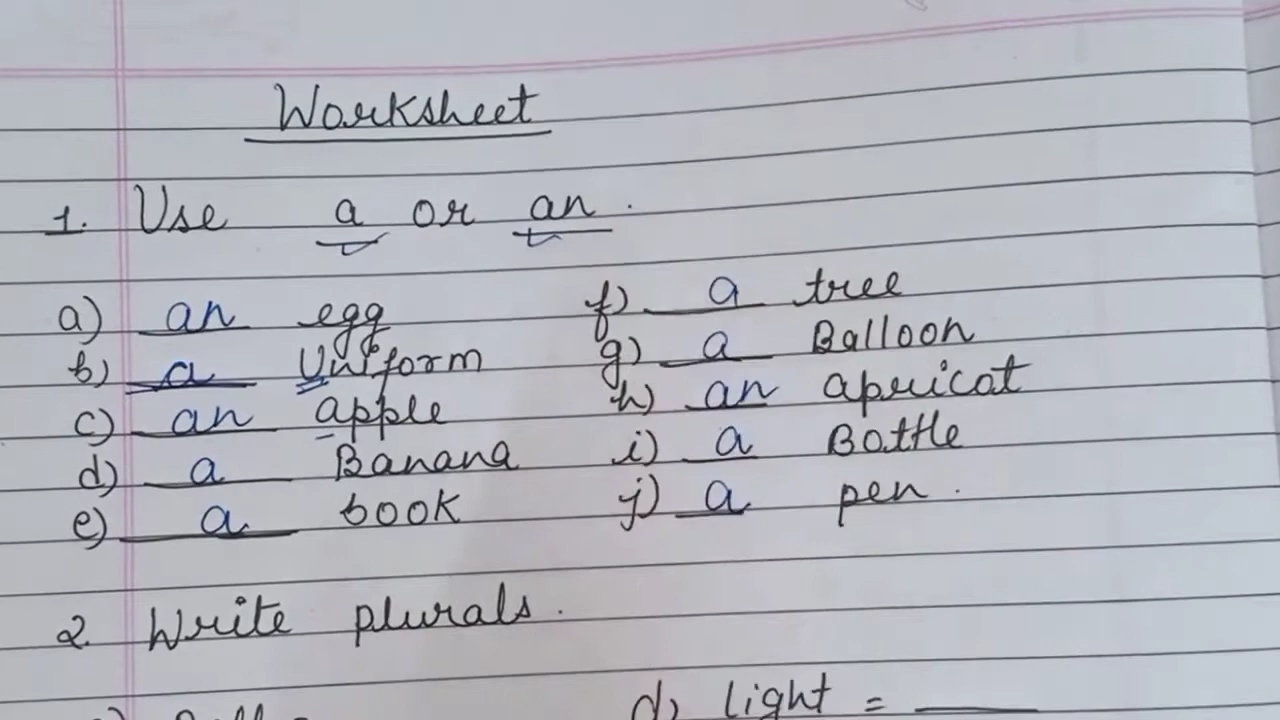 Worksheet
1. Use a or an.
a) an egg
b) a Uniform
c) an apple
d) a Banana
e) a book
f) a tree
g) a Balloon
h) an apricot
i) a Bottle
j) a pen.
2. Write plurals.
d) light = ____